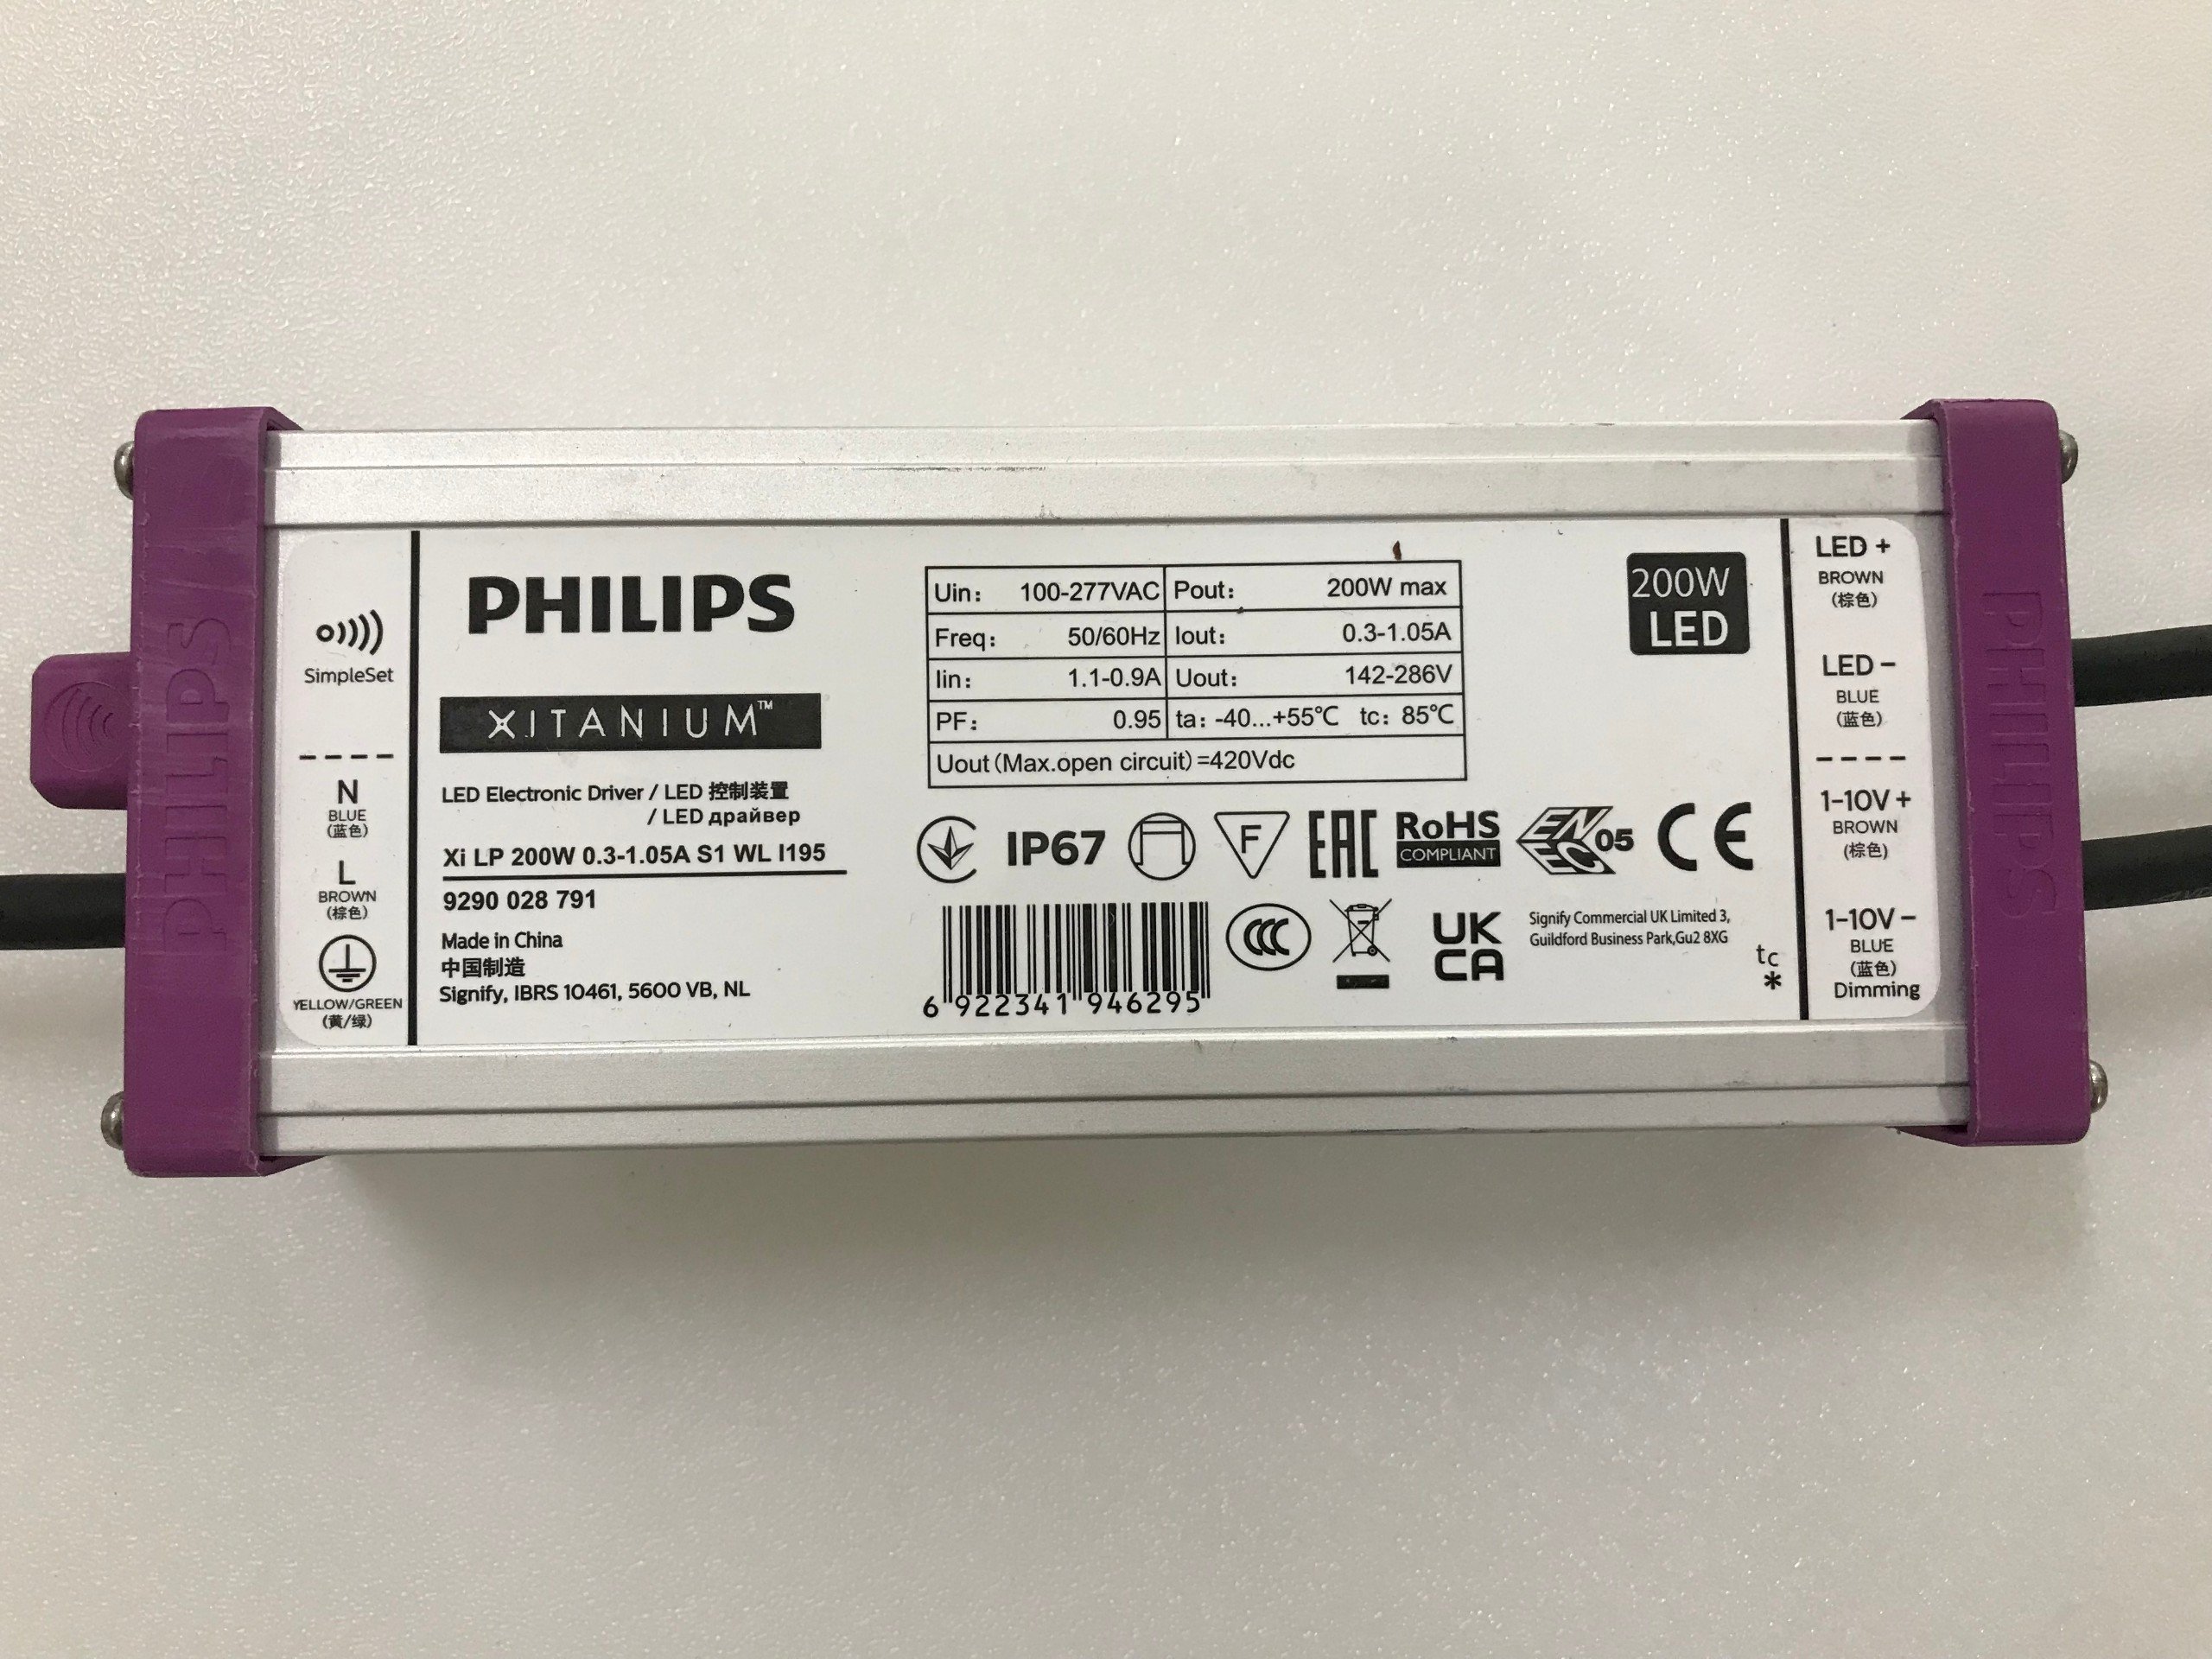 PHILIPS
SimpleSet
N
BLUE
(蓝色)
L
BROWN
(棕色)
YELLOW/GREEN
(黄/绿)
PHILIPS
XITANIUM™
LED Electronic Driver / LED 控制装置
/ LED драйвер
Xi LP 200W 0.3-1.05A S1 WL I195
9290 028 791
Made in China
中国制造
Signify, IBRS 10461, 5600 VB, NL
Uin: 100-277VAC Pout: 200W max
Freq: 50/60Hz Iout: 0.3-1.05A
Iin: 1.1-0.9A Uout: 142-286V
PF: 0.95 ta: -40...+55℃ tc: 85℃
Uout(Max.open circuit)=420Vdc
IP67 F EAC RoHS COMPLIANT ENEC 05 CE
6 922341 946295
CCC
UK
CA
Signify Commercial UK Limited 3,
Guildford Business Park,Gu2 8XG
tc
*
200W
LED
LED +
BROWN
(棕色)
LED −
BLUE
(蓝色)
1-10V +
BROWN
(棕色)
1-10V −
BLUE
(蓝色)
Dimming
PHILIPS